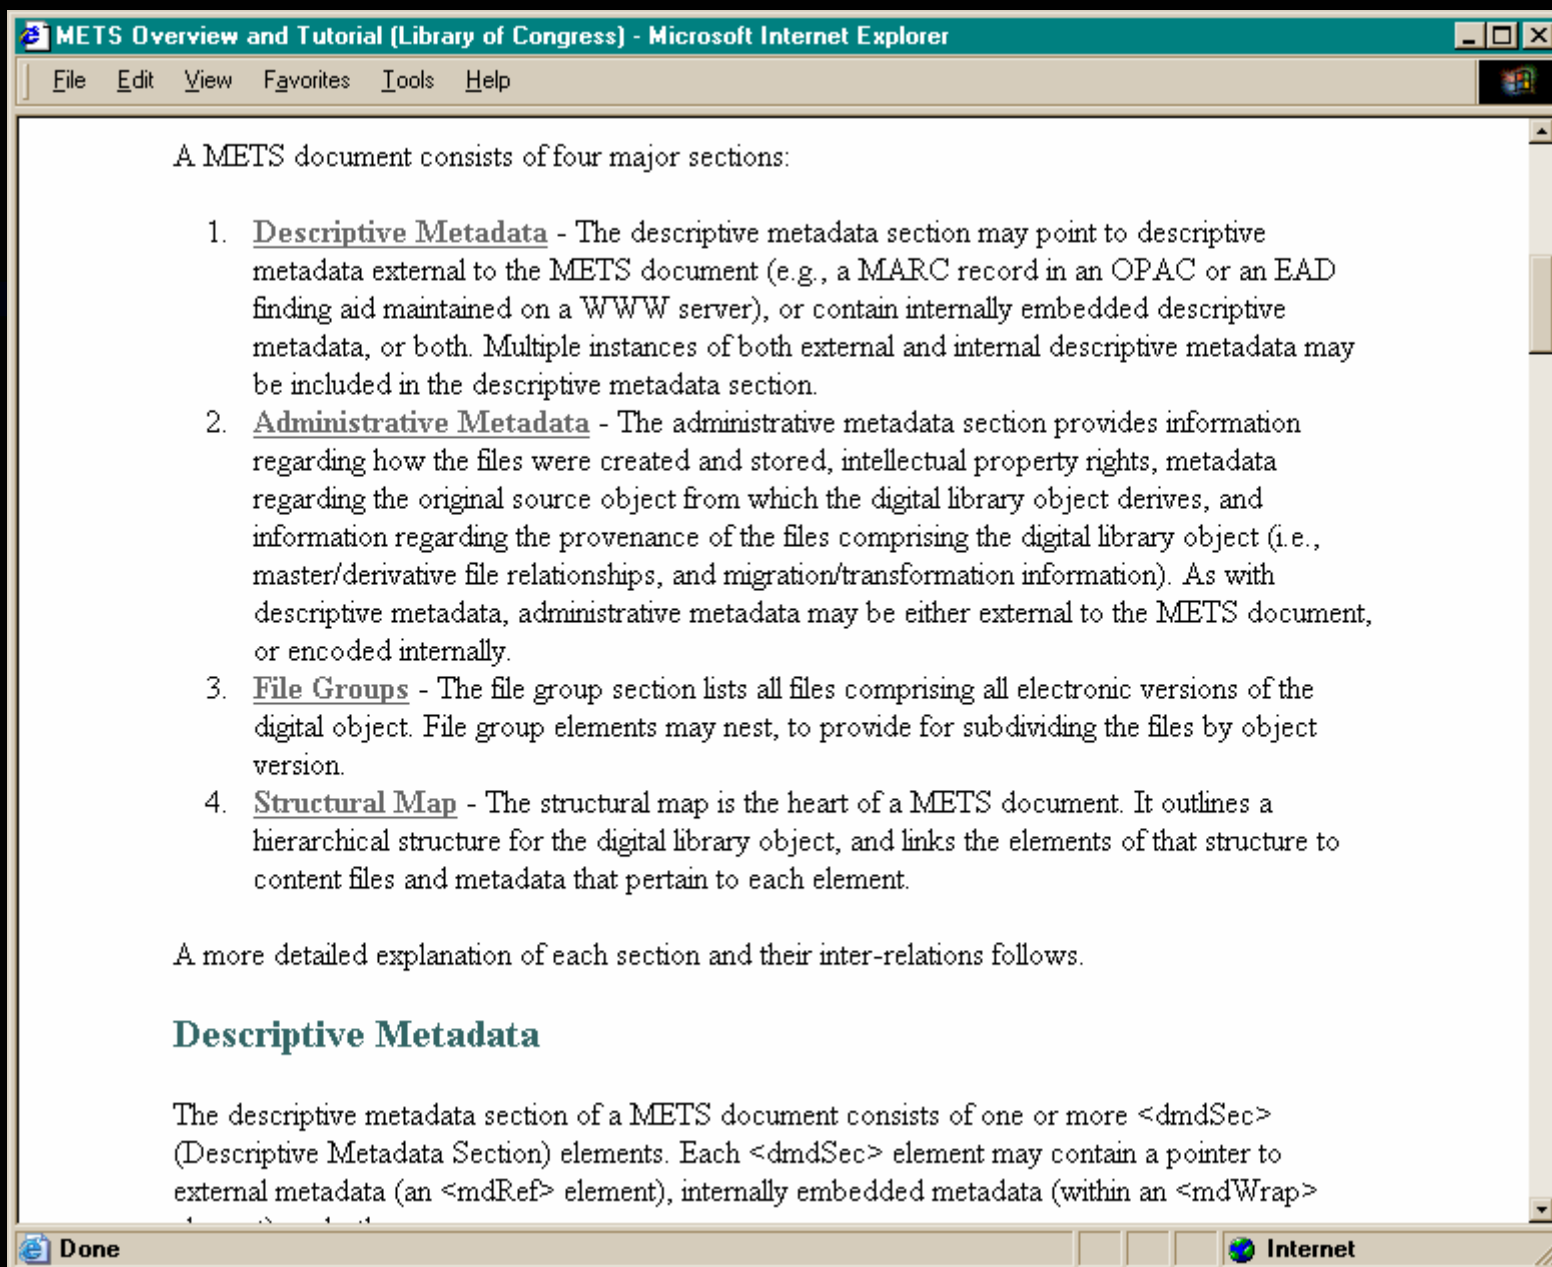 METS Overview and Tutorial (Library of Congress) - Microsoft Internet Explorer
File Edit View Favorites Tools Help
A METS document consists of four major sections:
1. Descriptive Metadata - The descriptive metadata section may point to descriptive
metadata external to the METS document (e.g., a MARC record in an OPAC or an EAD
finding aid maintained on a WWW server), or contain internally embedded descriptive
metadata, or both. Multiple instances of both external and internal descriptive metadata may
be included in the descriptive metadata section.
2. Administrative Metadata - The administrative metadata section provides information
regarding how the files were created and stored, intellectual property rights, metadata
regarding the original source object from which the digital library object derives, and
information regarding the provenance of the files comprising the digital library object (i.e.,
master/derivative file relationships, and migration/transformation information). As with
descriptive metadata, administrative metadata may be either external to the METS document,
or encoded internally.
3. File Groups - The file group section lists all files comprising all electronic versions of the
digital object. File group elements may nest, to provide for subdividing the files by object
version.
4. Structural Map - The structural map is the heart of a METS document. It outlines a
hierarchical structure for the digital library object, and links the elements of that structure to
content files and metadata that pertain to each element.
A more detailed explanation of each section and their inter-relations follows.
Descriptive Metadata
The descriptive metadata section of a METS document consists of one or more <dmdSec>
(Descriptive Metadata Section) elements. Each <dmdSec> element may contain a pointer to
external metadata (an <mdRef> element), internally embedded metadata (within an <mdWrap>
Done Internet